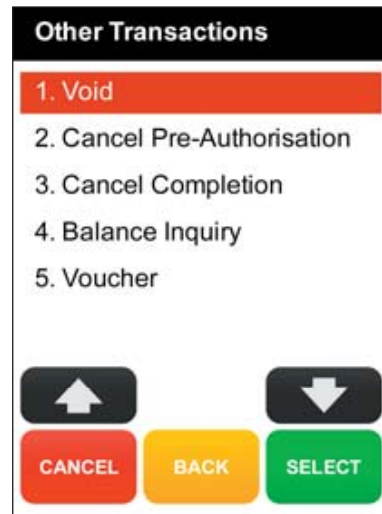 Other Transactions
1. Void
2. Cancel Pre-Authorisation
3. Cancel Completion
4. Balance Inquiry
5. Voucher
CANCEL BACK SELECT